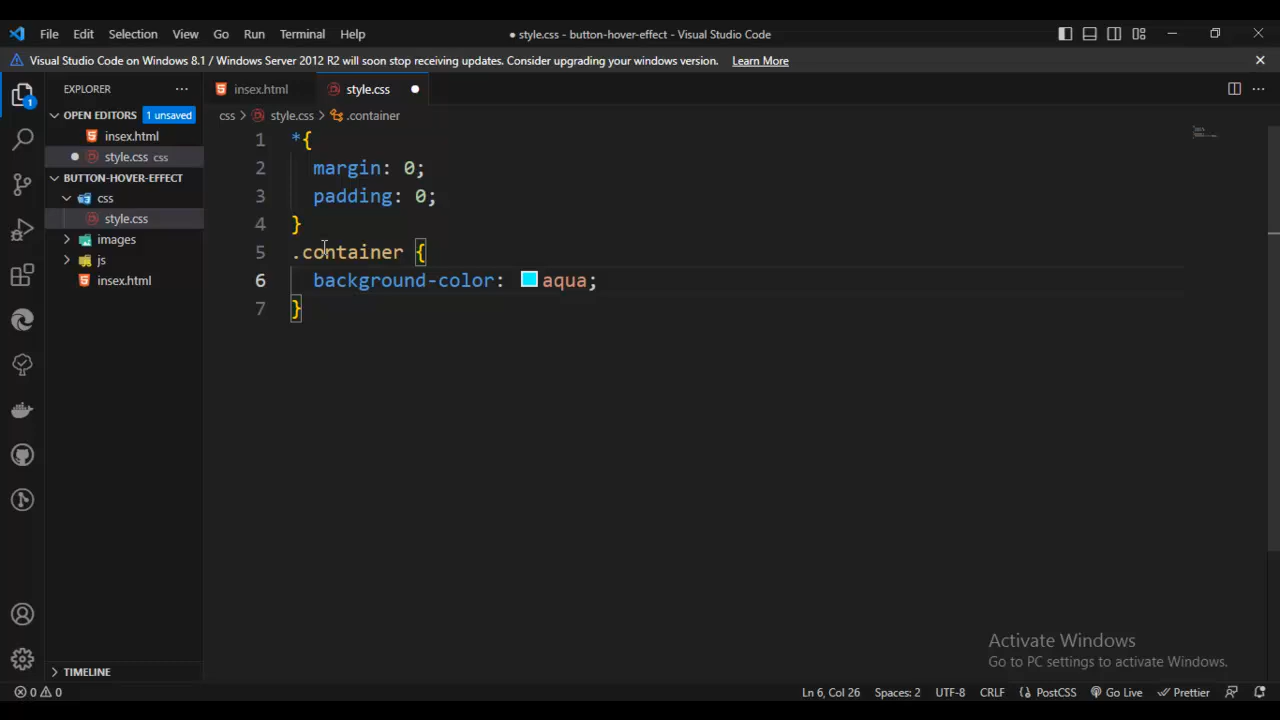 File Edit Selection View Go Run Terminal Help
● style.css - button-hover-effect - Visual Studio Code
Visual Studio Code on Windows 8.1 / Windows Server 2012 R2 will soon stop receiving updates. Consider upgrading your windows version. Learn More
EXPLORER
OPEN EDITORS 1 unsaved
insex.html
style.css css
BUTTON-HOVER-EFFECT
css
style.css
images
js
insex.html
TIMELINE
1
insex.html style.css
css > style.css > .container
1 *{
2 margin: 0;
3 padding: 0;
4 }
5 .container {
6 background-color: aqua;
7 }
Activate Windows
Go to PC settings to activate Windows.
0 0 Ln 6, Col 26 Spaces: 2 UTF-8 CRLF PostCSS Go Live Prettier